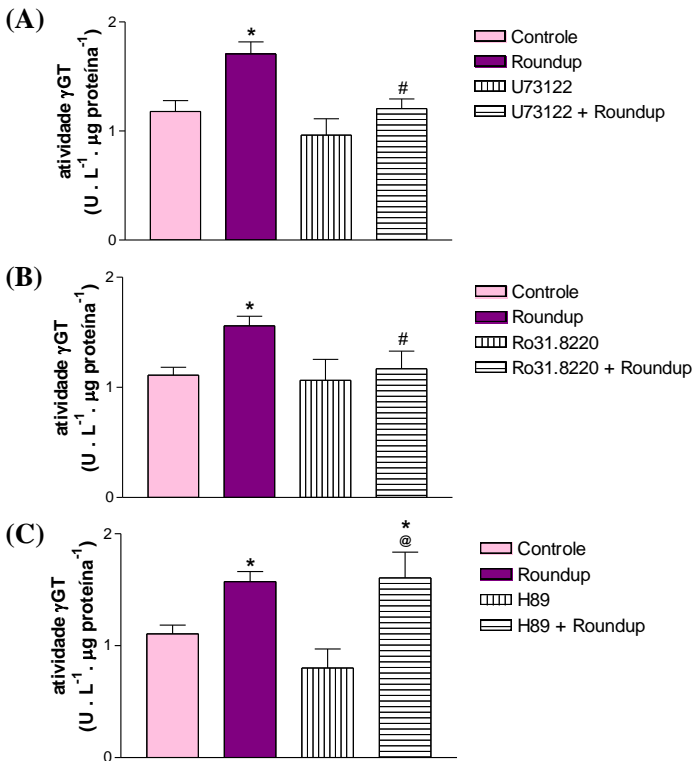 (A)
atividade γGT
(U . L⁻¹ . μg proteína⁻¹)
2
1
0
*
#
Controle
Roundup
U73122
U73122 + Roundup
(B)
atividade γGT
(U . L⁻¹ . μg proteína⁻¹)
2
1
0
*
#
Controle
Roundup
Ro31.8220
Ro31.8220 + Roundup
(C)
atividade γGT
(U . L⁻¹ . μg proteína⁻¹)
2
1
0
*
*
@
Controle
Roundup
H89
H89 + Roundup